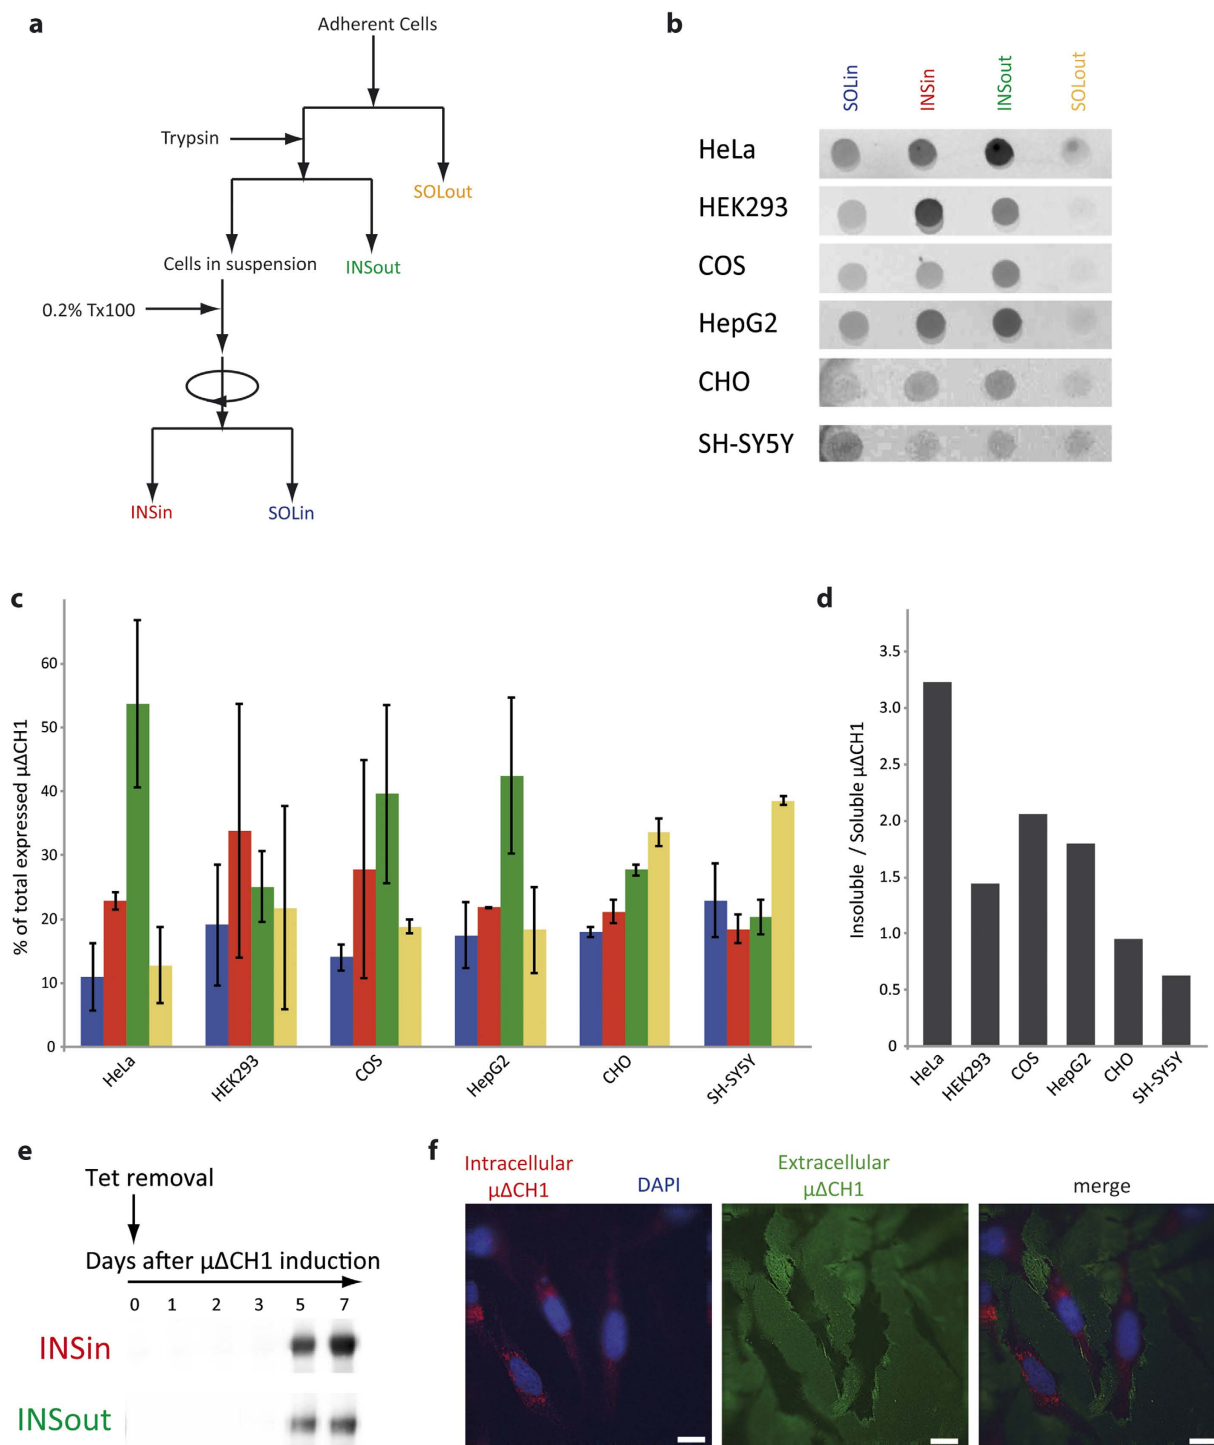 a
Adherent Cells
Trypsin
SOLout
Cells in suspension
INSout
0.2% Tx100
INSin
SOLin
b
SOLin
INSin
INSout
SOLout
HeLa
HEK293
COS
HepG2
CHO
SH-SY5Y
c
% of total expressed μΔCH1
60
50
40
30
20
10
0
HeLa
HEK293
COS
HepG2
CHO
SH-SY5Y
d
Insoluble / Soluble μΔCH1
3.5
3.0
2.5
2.0
1.5
1.0
0.5
0
HeLa
HEK293
COS
HepG2
CHO
SH-SY5Y
e
Tet removal
Days after μΔCH1 induction
0 1 2 3 5 7
INSin
INSout
f
Intracellular
μΔCH1
DAPI
Extracellular
μΔCH1
merge